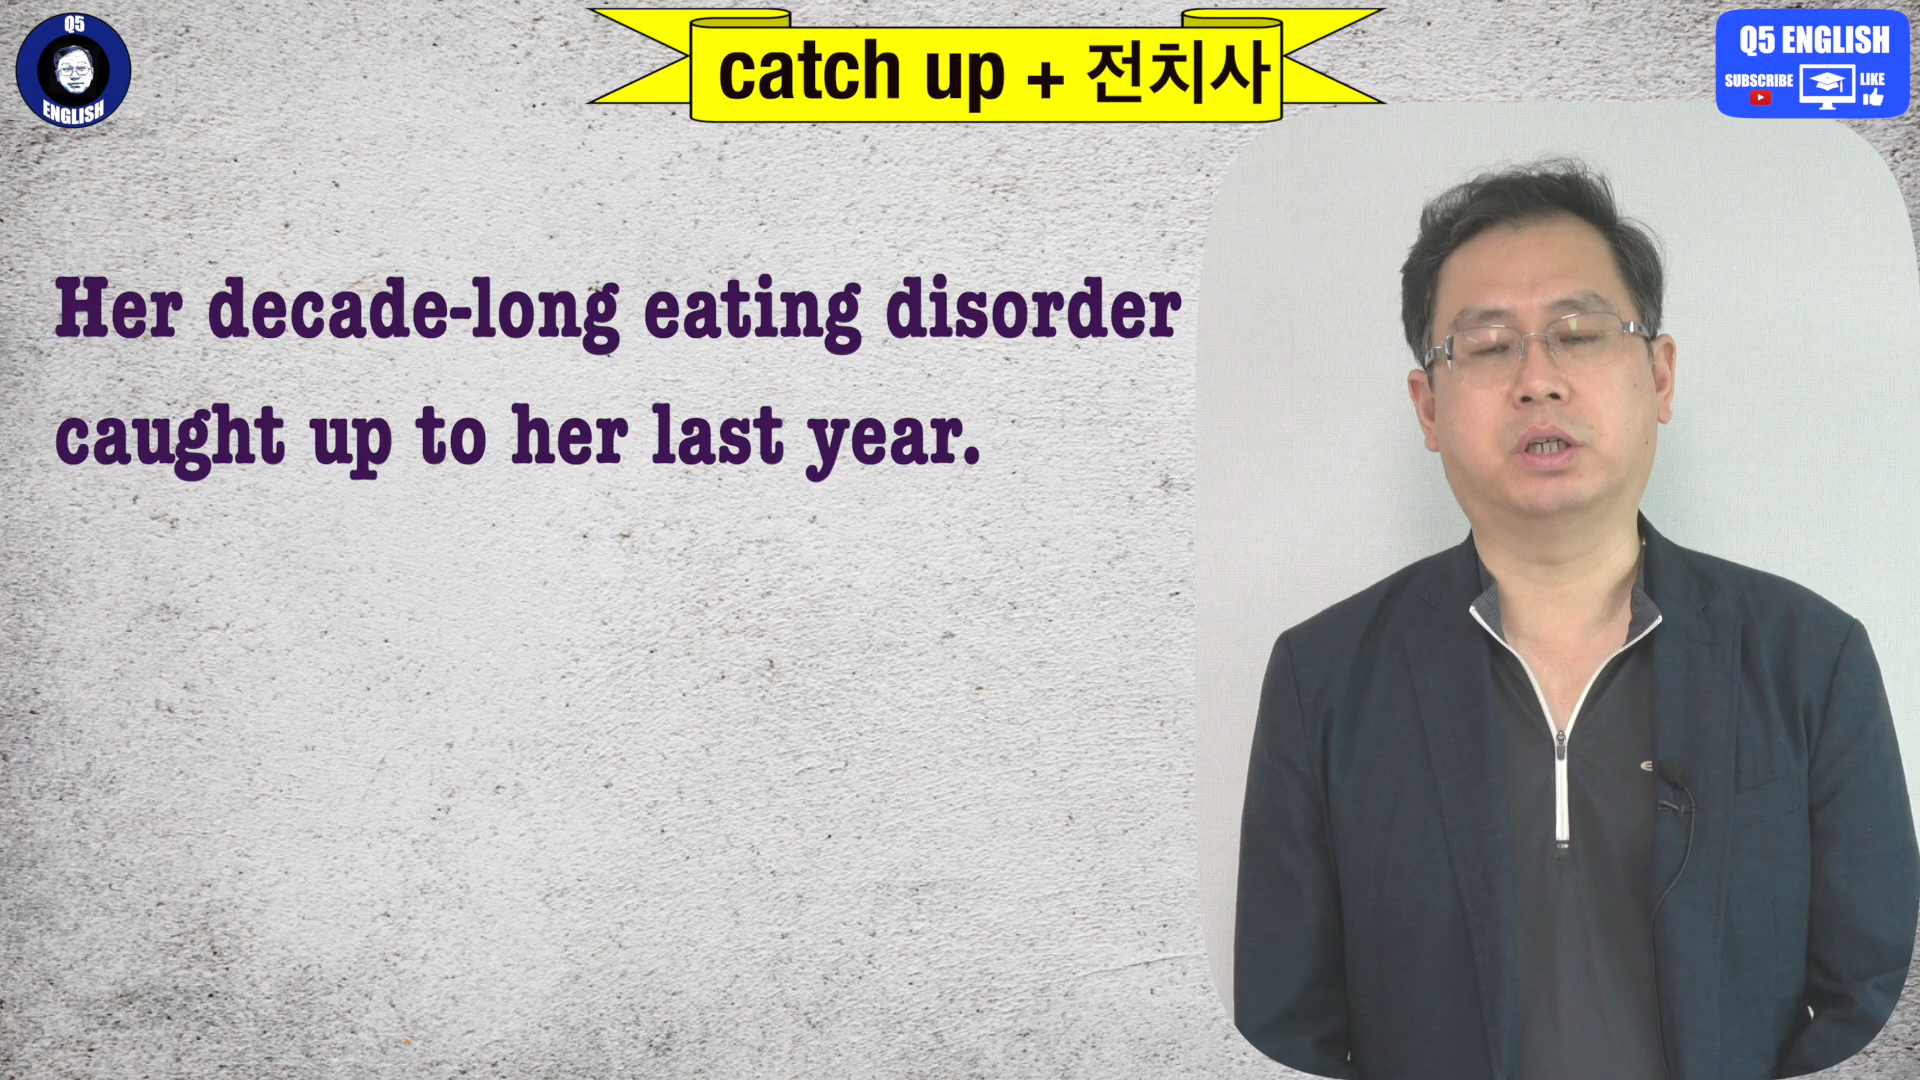 Q5
ENGLISH
catch up + 전치사
Q5 ENGLISH
SUBSCRIBE
LIKE
Her decade-long eating disorder
caught up to her last year.